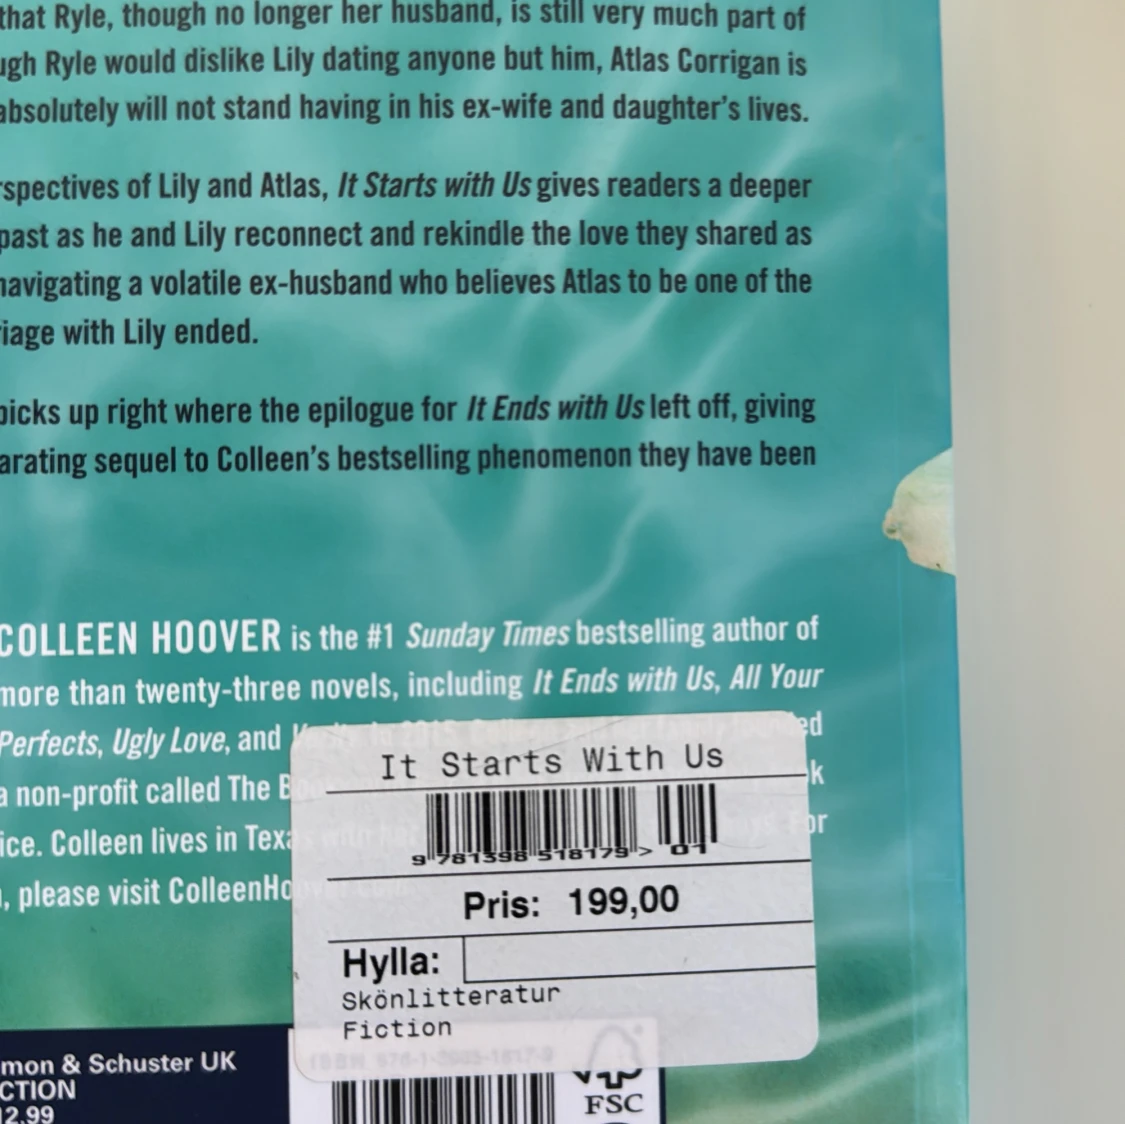 that Ryle, though no longer her husband, is still very much part of
ugh Ryle would dislike Lily dating anyone but him, Atlas Corrigan is
absolutely will not stand having in his ex-wife and daughter's lives.
rspectives of Lily and Atlas, It Starts with Us gives readers a deeper
past as he and Lily reconnect and rekindle the love they shared as
navigating a volatile ex-husband who believes Atlas to be one of the
riage with Lily ended.
picks up right where the epilogue for It Ends with Us left off, giving
arating sequel to Colleen's bestselling phenomenon they have been
COLLEEN HOOVER is the #1 Sunday Times bestselling author of
more than twenty-three novels, including It Ends with Us, All Your
Perfects, Ugly Love, and
a non-profit called The
ice. Colleen lives in Texas
, please visit
It Starts With Us
9 781398 518179 > 01
Pris: 199,00
Hylla:
Skönlitteratur
Fiction
mon & Schuster UK
CTION
12.99
FSC